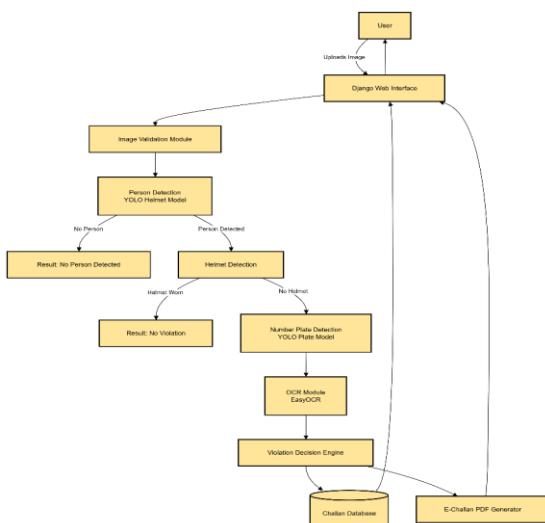 User
Uploads Image
Django Web Interface
Image Validation Module
Person Detection
YOLO Helmet Model
No Person
Person Detected
Result: No Person Detected
Helmet Detection
Helmet Worn
No Helmet
Result: No Violation
Number Plate Detection
YOLO Plate Model
OCR Module
EasyOCR
Violation Decision Engine
Challan Database
E-Challan PDF Generator